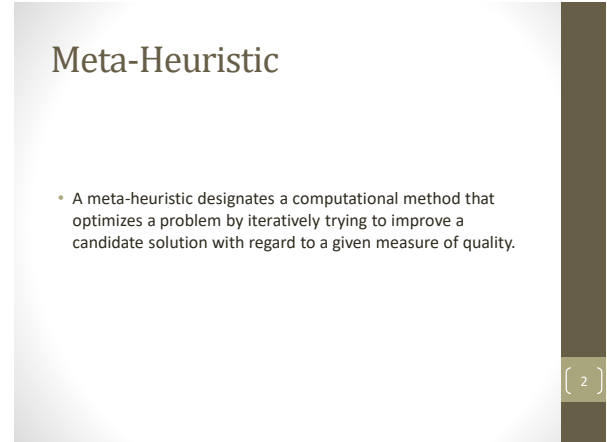 Meta-Heuristic
• A meta-heuristic designates a computational method that
optimizes a problem by iteratively trying to improve a
candidate solution with regard to a given measure of quality.
2